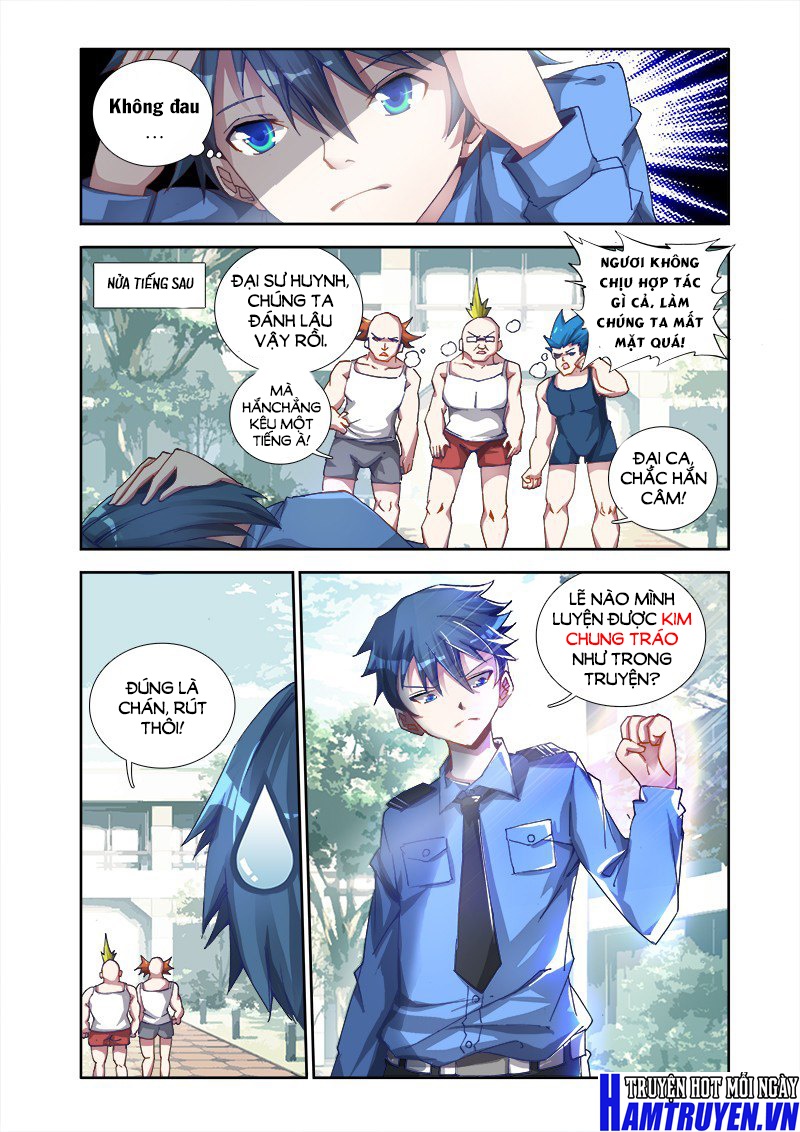 Không đau
...
NỬA TIẾNG SAU
ĐẠI SƯ HUYNH,
CHÚNG TA
ĐÁNH LÂU
VẬY RỒI.
MÀ
HẮNCHẲNG
KÊU MỘT
TIẾNG À!
NGƯƠI KHÔNG
CHỊU HỢP TÁC
GÌ CẢ, LÀM
CHÚNG TA MẤT
MẶT QUÁ!
ĐẠI CA,
CHẮC HẮN
CÂM!
ĐÚNG LÀ
CHÁN, RÚT
THÔI!
LẼ NÀO MÌNH
LUYỆN ĐƯỢC KIM
CHUNG TRÁO
NHƯ TRONG
TRUYỆN?
TRUYỆN HOT MỖI NGÀY
HAMTRUYEN.VN